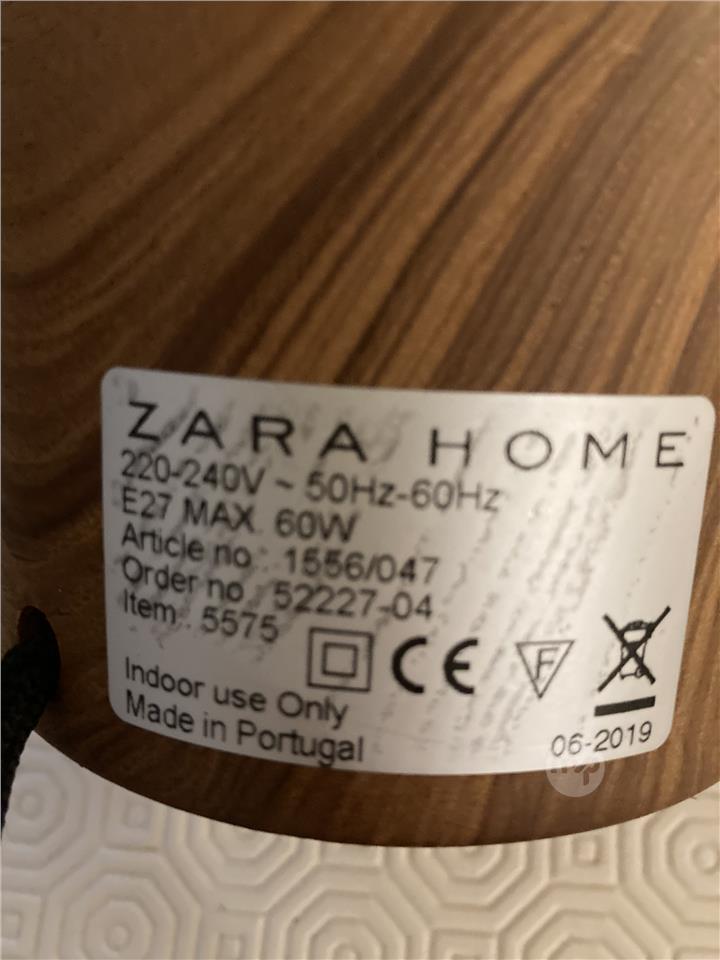 ZARA HOME
220-240V ~ 50Hz-60Hz
E27 MAX. 60W
Article no.: 1556/047
Order no.: 52227-04
Item.: 5575
CE
F
Indoor use Only
Made in Portugal
06-2019